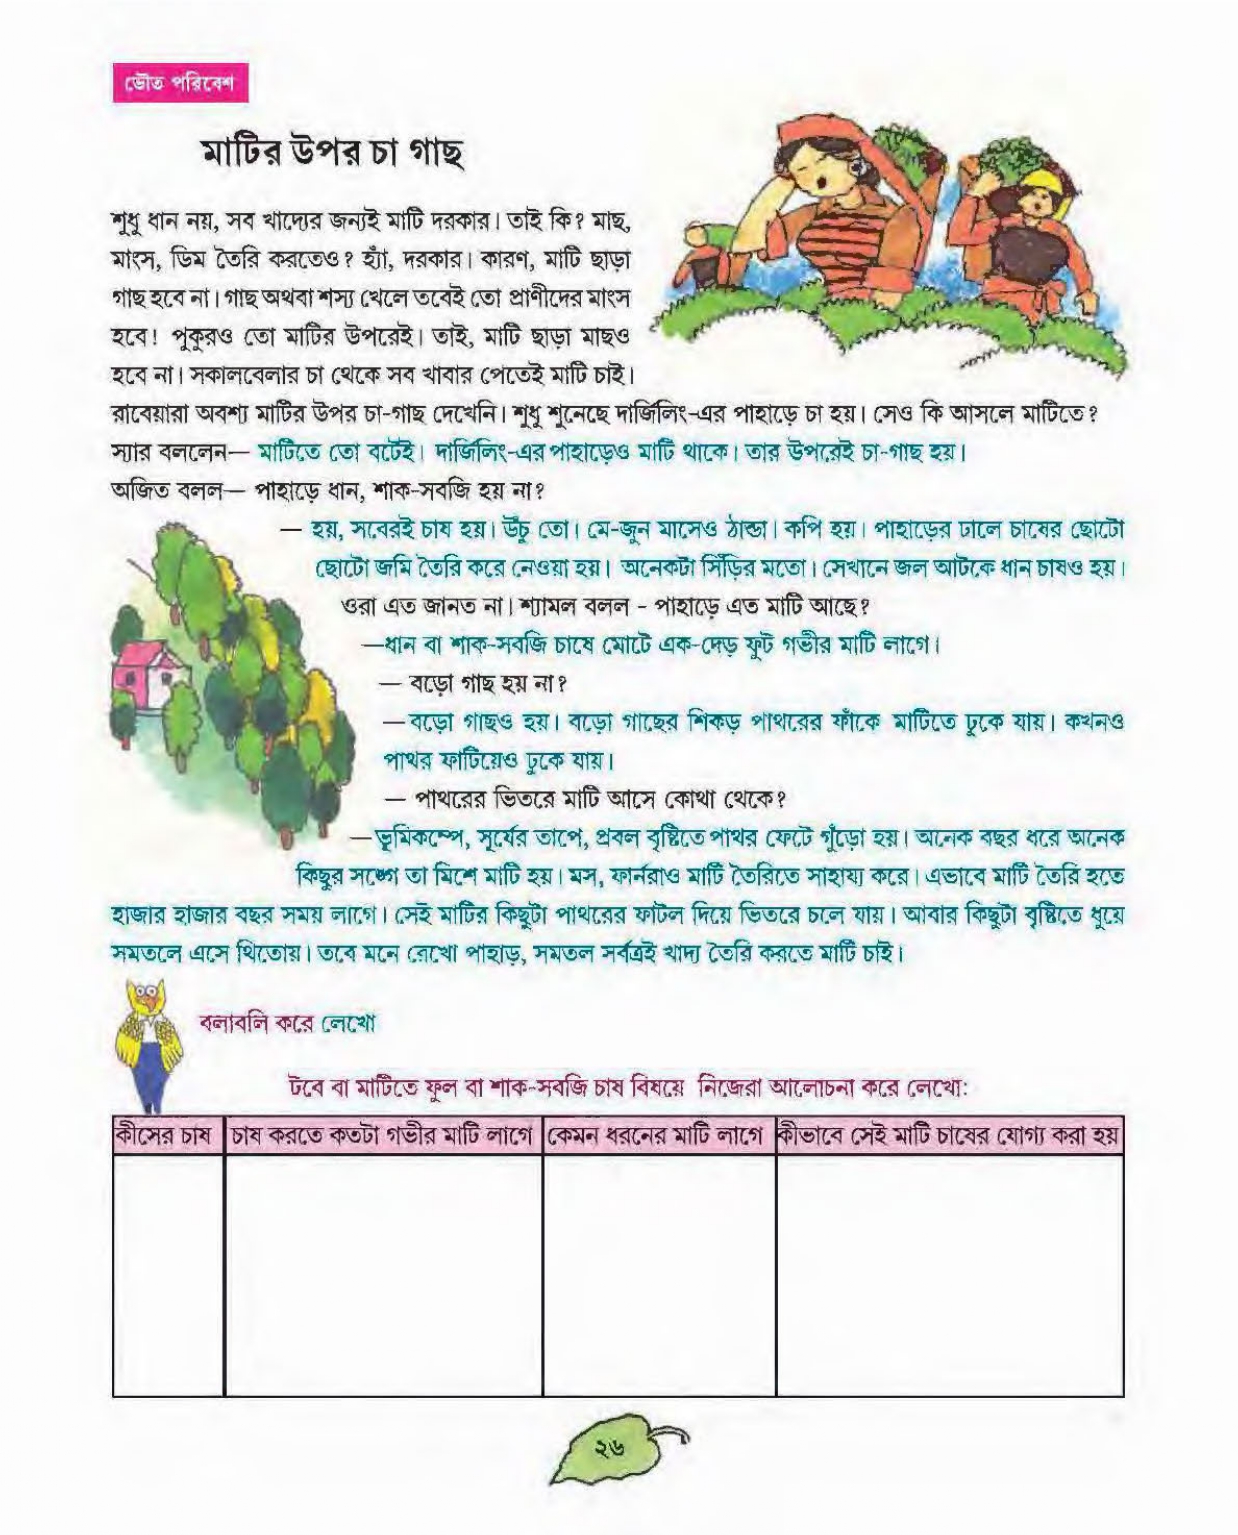 ভৌত পরিবেশ
মাটির উপর চা গাছ
শুধু ধান নয়, সব খাদ্যের জন্যই মাটি দরকার। তাই কি? মাছ,
মাংস, ডিম তৈরি করতেও? হ্যাঁ, দরকার। কারণ, মাটি ছাড়া
গাছ হবে না। গাছ অথবা শস্য খেলে তবেই তো প্রাণীদের মাংস
হবে! পুকুরও তো মাটির উপরেই। তাই, মাটি ছাড়া মাছও
হবে না। সকালবেলার চা থেকে সব খাবার পেতেই মাটি চাই।
রাবেয়ারা অবশ্য মাটির উপর চা-গাছ দেখেনি। শুধু শুনেছে দার্জিলিং-এর পাহাড়ে চা হয়। সেও কি আসলে মাটিতে?
স্যার বললেন— মাটিতে তো বটেই। দার্জিলিং-এর পাহাড়েও মাটি থাকে। তার উপরেই চা-গাছ হয়।
অজিত বলল— পাহাড়ে ধান, শাক-সবজি হয় না?
— হয়, সবেরই চাষ হয়। উঁচু তো। মে-জুন মাসেও ঠান্ডা। কপি হয়। পাহাড়ের ঢালে চাষের ছোটো
ছোটো জমি তৈরি করে নেওয়া হয়। অনেকটা সিঁড়ির মতো। সেখানে জল আটকে ধান চাষও হয়।
ওরা এত জানত না। শ্যামল বলল - পাহাড়ে এত মাটি আছে?
—ধান বা শাক-সবজি চাষে মোটে এক-দেড় ফুট গভীর মাটি লাগে।
— বড়ো গাছ হয় না?
—বড়ো গাছও হয়। বড়ো গাছের শিকড় পাথরের ফাঁকে মাটিতে ঢুকে যায়। কখনও
পাথর ফাটিয়েও ঢুকে যায়।
— পাথরের ভিতরে মাটি আসে কোথা থেকে?
—ভূমিকম্পে, সূর্যের তাপে, প্রবল বৃষ্টিতে পাথর ফেটে গুঁড়ো হয়। অনেক বছর ধরে অনেক
কিছুর সঙ্গে তা মিশে মাটি হয়। মস, ফার্নরাও মাটি তৈরিতে সাহায্য করে। এভাবে মাটি তৈরি হতে
হাজার হাজার বছর সময় লাগে। সেই মাটির কিছুটা পাথরের ফাটল দিয়ে ভিতরে চলে যায়। আবার কিছুটা বৃষ্টিতে ধুয়ে
সমতলে এসে থিতোয়। তবে মনে রেখো পাহাড়, সমতল সর্বত্রই খাদ্য তৈরি করতে মাটি চাই।
বলাবলি করে লেখো
টবে বা মাটিতে ফুল বা শাক-সবজি চাষ বিষয়ে নিজেরা আলোচনা করে লেখো:
কীসের চাষ চাষ করতে কতটা গভীর মাটি লাগে কেমন ধরনের মাটি লাগে কীভাবে সেই মাটি চাষের যোগ্য করা হয়
২৬